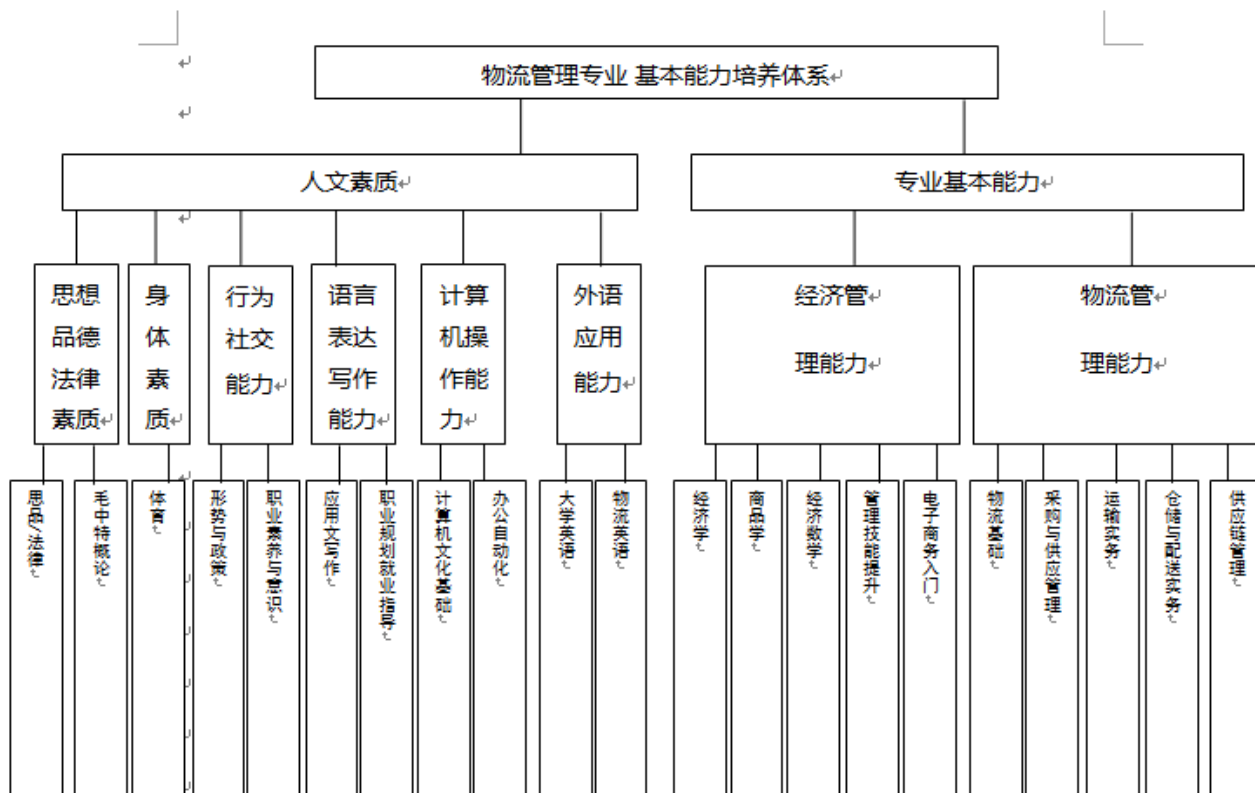 物流管理专业 基本能力培养体系
人文素质
专业基本能力
思想
品德
法律
素质
身
体
素
质
行为
社交
能力
语言
表达
写作
能力
计算
机操
作能
力
外语
应用
能力
经济管
理能力
物流管
理能力
思品/法律
毛中特概论
体育
形势与政策
职业素养与意识
应用文写作
职业规划就业指导
计算机文化基础
办公自动化
大学英语
物流英语
经济学
商品学
经济数学
管理技能提升
电子商务入门
物流基础
采购与供应管理
运输实务
仓储与配送实务
供应链管理